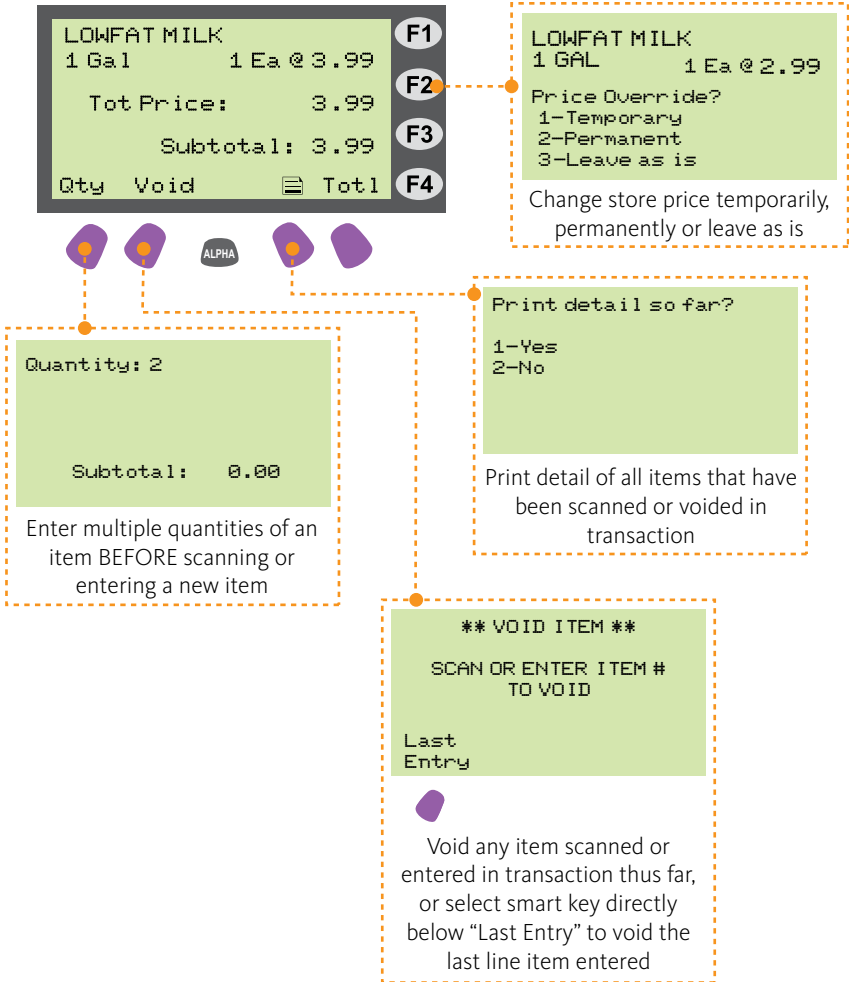 LOWFAT MILK
1 Gal 1 Ea @ 3.99
Tot Price: 3.99
Subtotal: 3.99
Qty Void Totl
F1
F2
F3
F4
ALPHA
LOWFAT MILK
1 GAL 1 Ea @ 2.99
Price Override?
1-Temporary
2-Permanent
3-Leave as is
Change store price temporarily,
permanently or leave as is
Print detail so far?
1-Yes
2-No
Print detail of all items that have
been scanned or voided in
transaction
Quantity: 2
Subtotal: 0.00
Enter multiple quantities of an
item BEFORE scanning or
entering a new item
** VOID ITEM **
SCAN OR ENTER ITEM #
TO VOID
Last
Entry
Void any item scanned or
entered in transaction thus far,
or select smart key directly
below “Last Entry” to void the
last line item entered